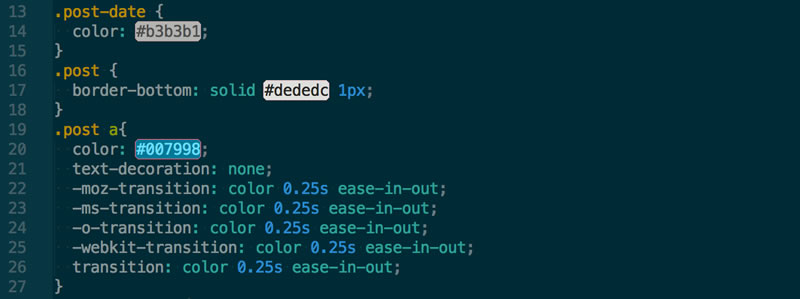 13 .post-date {
14 color: #b3b3b1;
15 }
16 .post {
17 border-bottom: solid #dededc 1px;
18 }
19 .post a{
20 color: #007998;
21 text-decoration: none;
22 -moz-transition: color 0.25s ease-in-out;
23 -ms-transition: color 0.25s ease-in-out;
24 -o-transition: color 0.25s ease-in-out;
25 -webkit-transition: color 0.25s ease-in-out;
26 transition: color 0.25s ease-in-out;
27 }